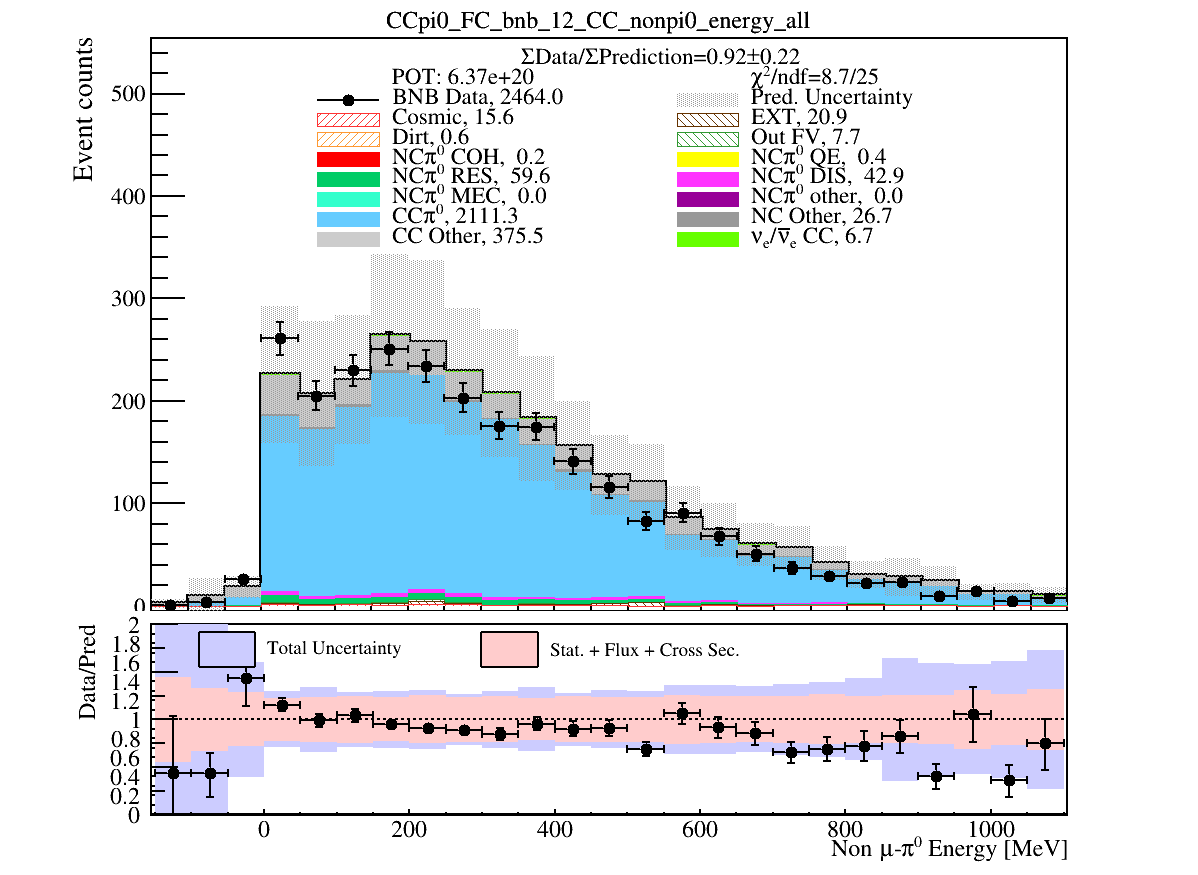 CCpi0_FC_bnb_12_CC_nonpi0_energy_all
ΣData/ΣPrediction=0.92±0.22
POT: 6.37e+20
χ²/ndf=8.7/25
BNB Data, 2464.0
Pred. Uncertainty
Cosmic, 15.6
EXT, 20.9
Dirt, 0.6
Out FV, 7.7
NCπ⁰ COH, 0.2
NCπ⁰ QE, 0.4
NCπ⁰ RES, 59.6
NCπ⁰ DIS, 42.9
NCπ⁰ MEC, 0.0
NCπ⁰ other, 0.0
CCπ⁰, 2111.3
NC Other, 26.7
CC Other, 375.5
νₑ/ν̅ₑ CC, 6.7
Event counts
500
400
300
200
100
0
Total Uncertainty
Stat. + Flux + Cross Sec.
Data/Pred
2
1.8
1.6
1.4
1.2
1
0.8
0.6
0.4
0.2
0
0 200 400 600 800 1000
Non μ-π⁰ Energy [MeV]